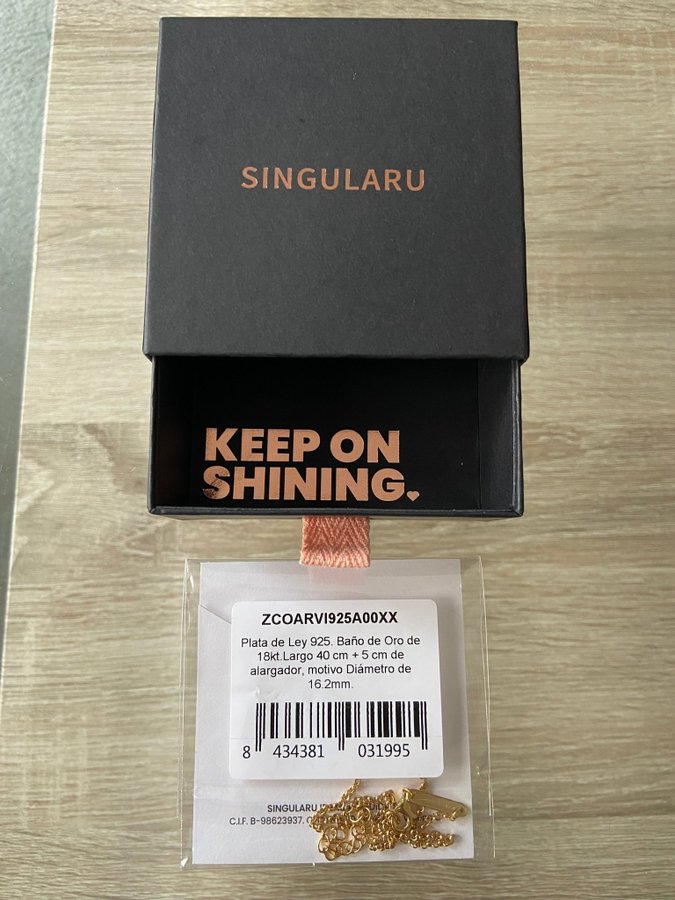 SINGULARU
KEEP ON
SHINING.
ZCOARVI925A00XX
Plata de Ley 925. Baño de Oro de
18kt.Largo 40 cm + 5 cm de
alargador, motivo Diámetro de
16.2mm.
8 434381 031995
SINGULARU
C.I.F. B-98623937.